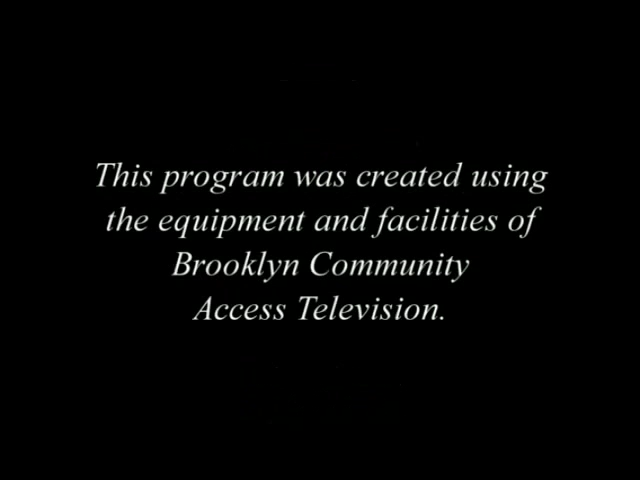 This program was created using
the equipment and facilities of
Brooklyn Community
Access Television.